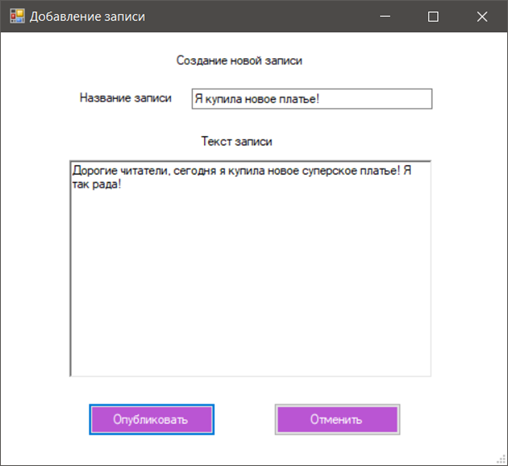 Добавление записи
Создание новой записи
Название записи
Я купила новое платье!
Текст записи
Дорогие читатели, сегодня я купила новое суперское платье! Я
так рада!
Опубликовать
Отменить